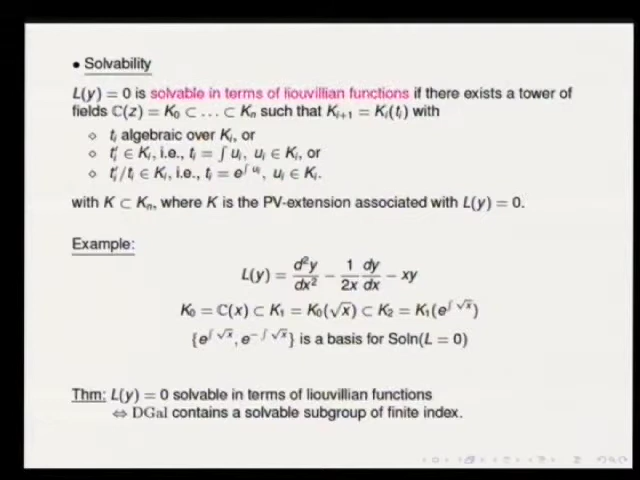 • Solvability
L(y) = 0 is solvable in terms of liouvillian functions if there exists a tower of
fields ℂ(z) = K₀ ⊂ … ⊂ Kₙ such that Kᵢ₊₁ = Kᵢ(tᵢ) with
⋄ tᵢ algebraic over Kᵢ, or
⋄ tᵢ′ ∈ Kᵢ, i.e., tᵢ = ∫ uᵢ, uᵢ ∈ Kᵢ, or
⋄ tᵢ′/tᵢ ∈ Kᵢ, i.e., tᵢ = e^{∫ uᵢ}, uᵢ ∈ Kᵢ.
with K ⊂ Kₙ, where K is the PV-extension associated with L(y) = 0.
Example:
L(y) = d²y/dx² − 1/2x dy/dx − xy
K₀ = ℂ(x) ⊂ K₁ = K₀(√x) ⊂ K₂ = K₁(e^{∫ √x})
{e^{∫ √x}, e^{−∫ √x}} is a basis for Soln(L = 0)
Thm: L(y) = 0 solvable in terms of liouvillian functions
⇔ DGal contains a solvable subgroup of finite index.